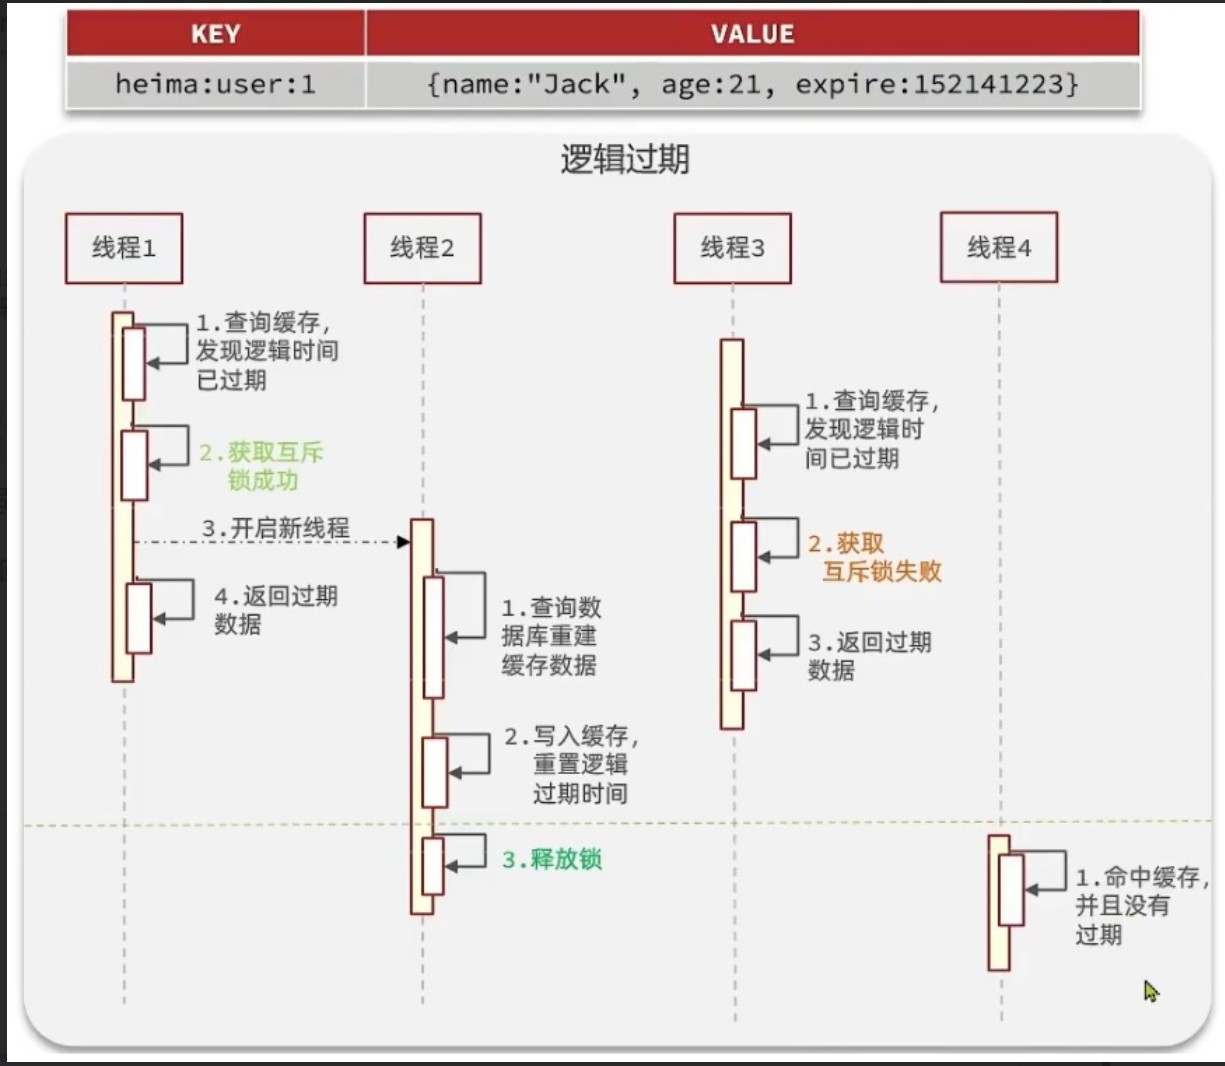 KEY VALUE
heima:user:1 {name:"Jack", age:21, expire:152141223}
逻辑过期
线程1
线程2
线程3
线程4
1.查询缓存,
发现逻辑时间
已过期
2.获取互斥
锁成功
3.开启新线程
4.返回过期
数据
1.查询数
据库重建
缓存数据
2.写入缓存,
重置逻辑
过期时间
3.释放锁
1.查询缓存,
发现逻辑时
间已过期
2.获取
互斥锁失败
3.返回过期
数据
1.命中缓存,
并且没有
过期